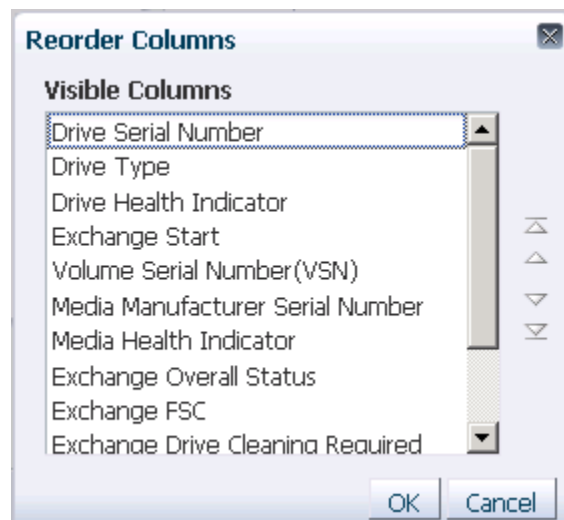 Reorder Columns
Visible Columns
Drive Serial Number
Drive Type
Drive Health Indicator
Exchange Start
Volume Serial Number(VSN)
Media Manufacturer Serial Number
Media Health Indicator
Exchange Overall Status
Exchange FSC
Exchange Drive Cleaning Required
OK Cancel